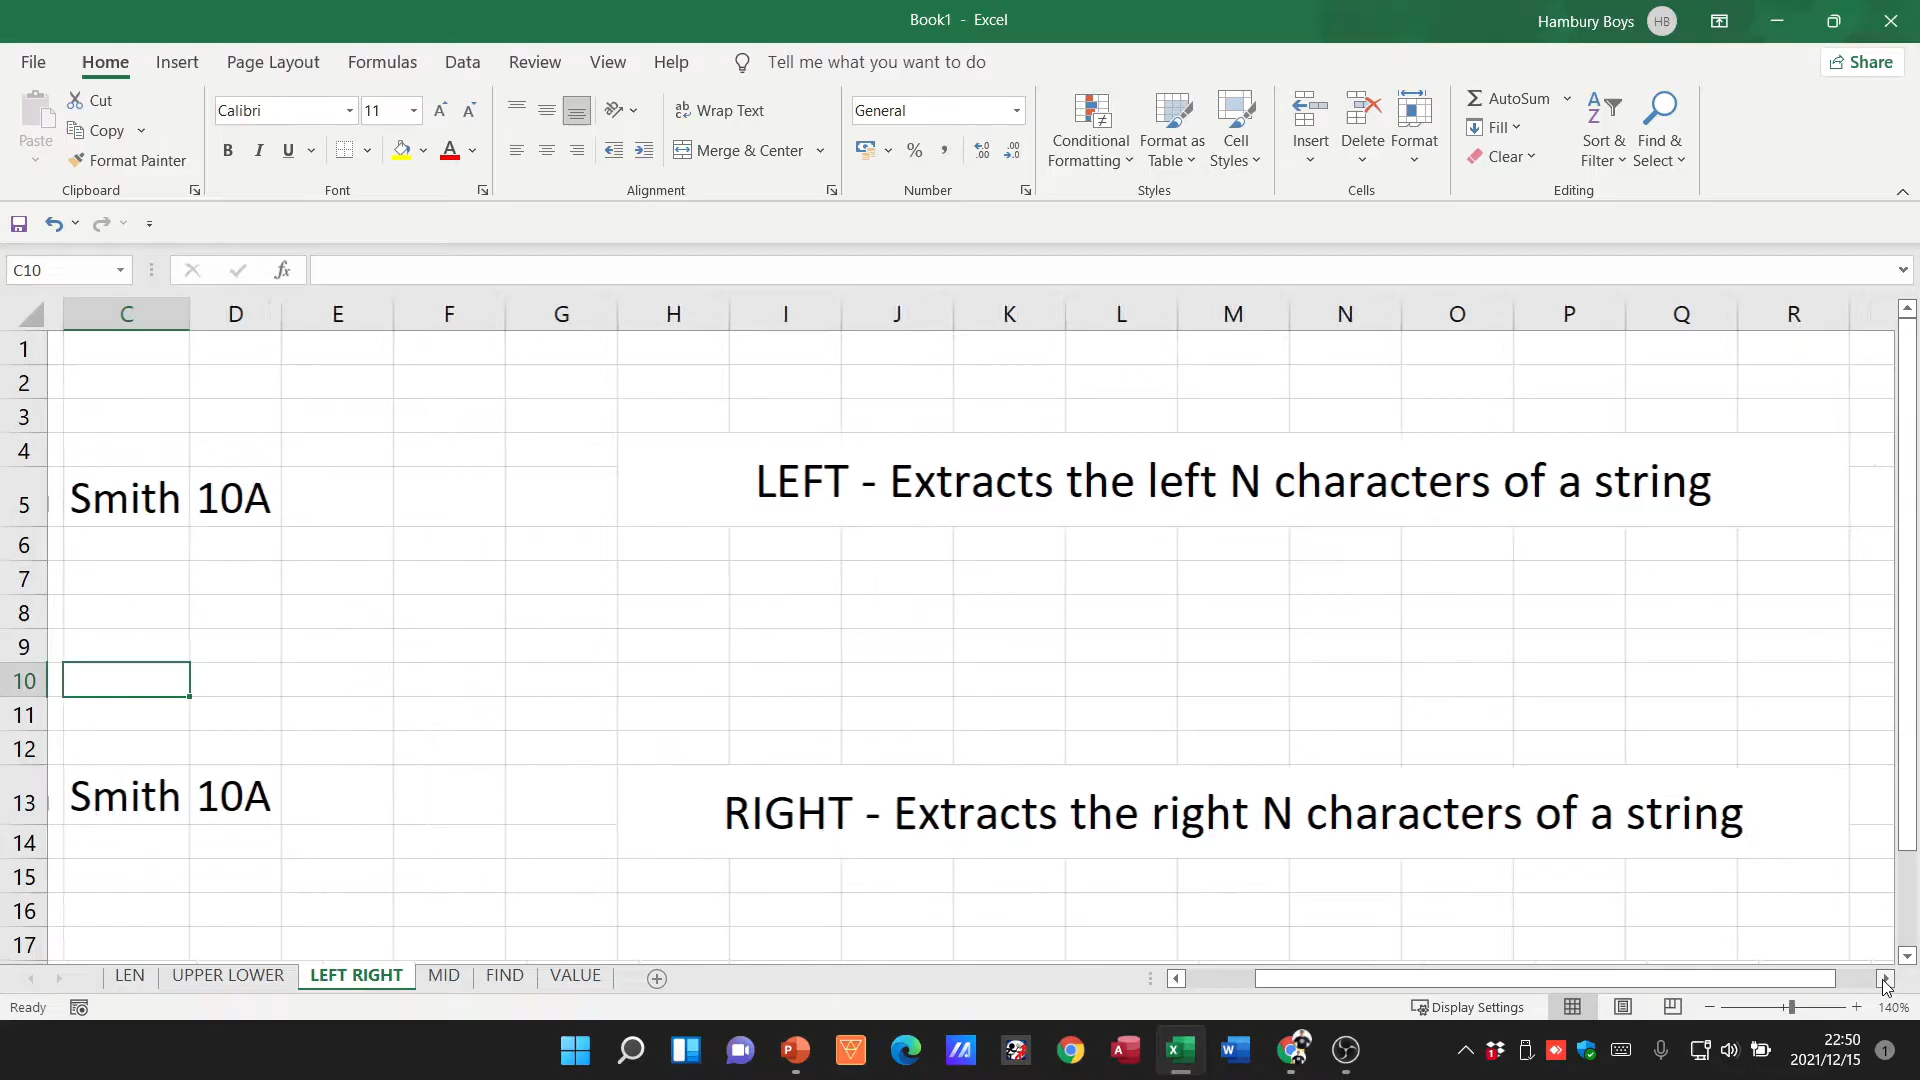 Book1 - Excel
Hambury Boys HB
File Home Insert Page Layout Formulas Data Review View Help Tell me what you want to do Share
Paste
Cut
Copy
Format Painter
Clipboard
Calibri 11
B I U
Font
Wrap Text
Merge & Center
Alignment
General
Number
Conditional Formatting
Format as Table
Cell Styles
Styles
Insert Delete Format
Cells
AutoSum
Fill
Clear
Sort & Filter
Find & Select
Editing
C10
fx
C D E F G H I J K L M N O P Q R
1
2
3
4
5 Smith 10A
LEFT - Extracts the left N characters of a string
6
7
8
9
10
11
12
13 Smith 10A
RIGHT - Extracts the right N characters of a string
14
15
16
17
LEN UPPER LOWER LEFT RIGHT MID FIND VALUE
Ready
Display Settings
140%
22:50
2021/12/15
1